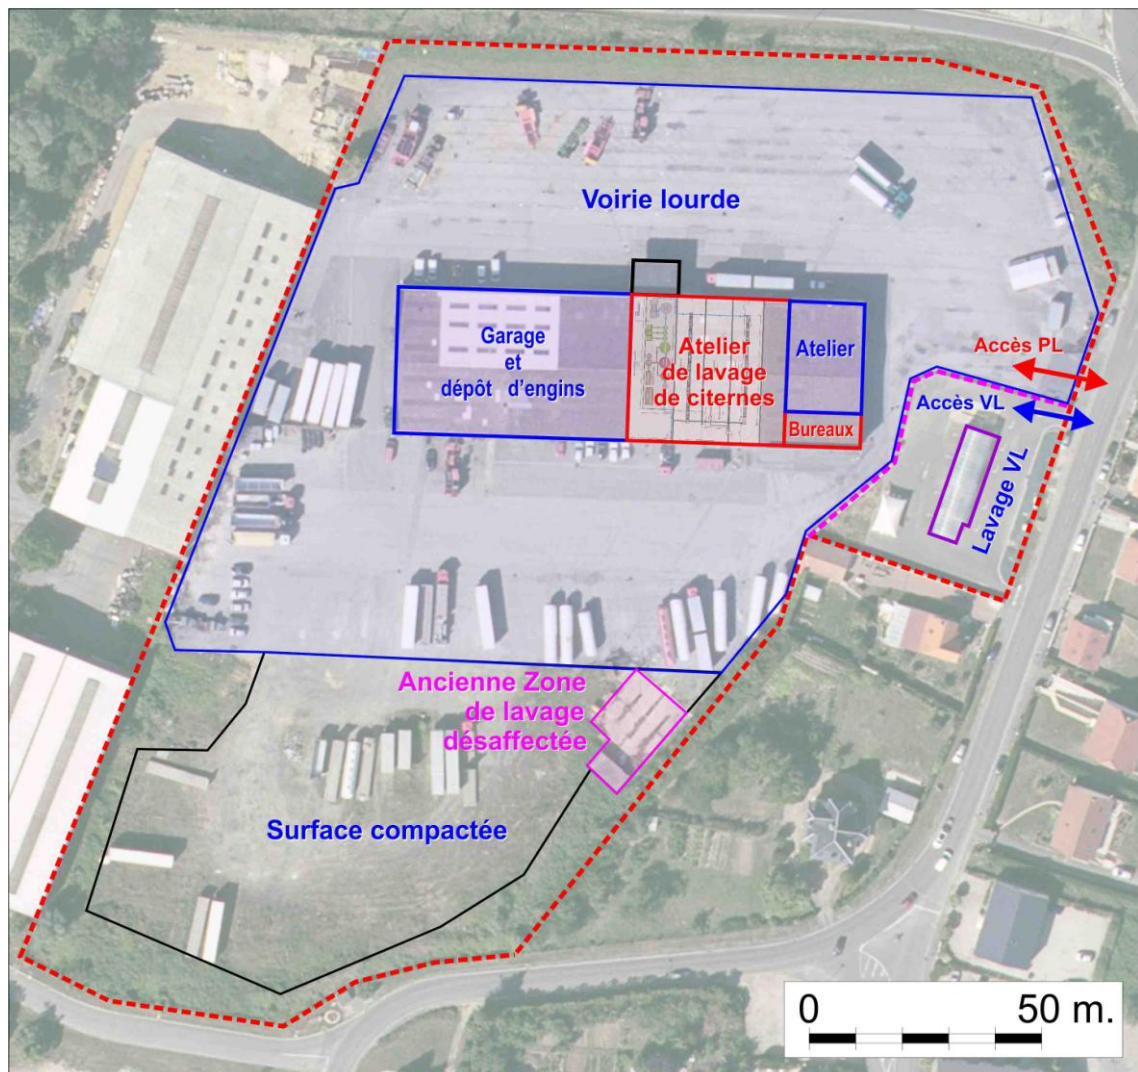 Voirie lourde
Garage
et
dépôt d'engins
Atelier
de lavage
de citernes
Atelier
Bureaux
Accès PL
Accès VL
Lavage VL
Ancienne Zone
de lavage
désaffectée
Surface compactée
0 50 m.